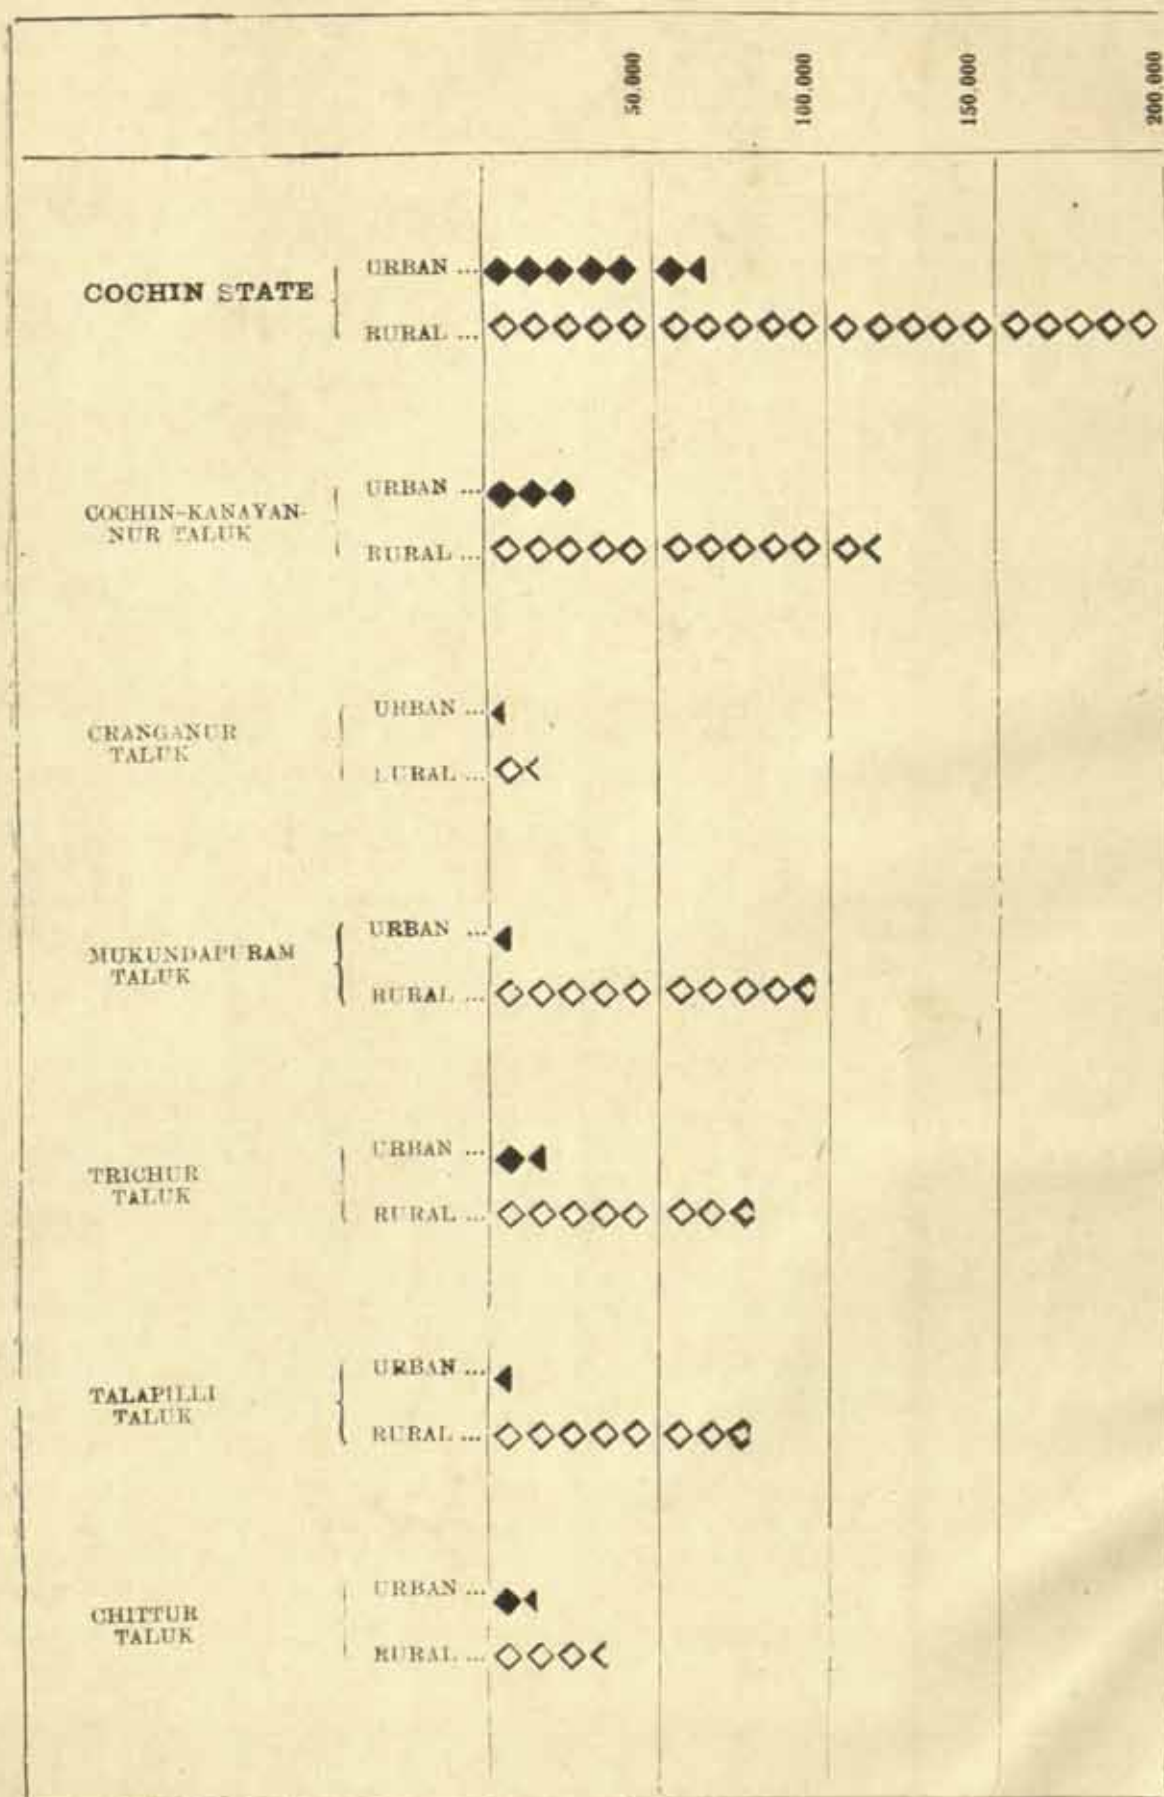 50.000
100.000
150.000
200.000
COCHIN STATE
URBAN ...
RURAL ...
COCHIN-KANAYAN-
NUR TALUK
URBAN ...
RURAL ...
CRANGANUR
TALUK
URBAN ...
RURAL ...
MUKUNDAPURAM
TALUK
URBAN ...
RURAL ...
TRICHUR
TALUK
URBAN ...
RURAL ...
TALAPILLI
TALUK
URBAN ...
RURAL ...
CHITTUR
TALUK
URBAN ...
RURAL ...